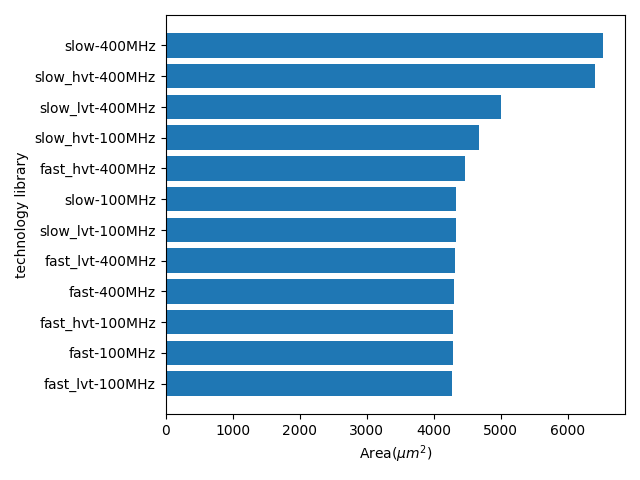 technology library
slow-400MHz
slow_hvt-400MHz
slow_lvt-400MHz
slow_hvt-100MHz
fast_hvt-400MHz
slow-100MHz
slow_lvt-100MHz
fast_lvt-400MHz
fast-400MHz
fast_hvt-100MHz
fast-100MHz
fast_lvt-100MHz
0 1000 2000 3000 4000 5000 6000
Area(μm²)